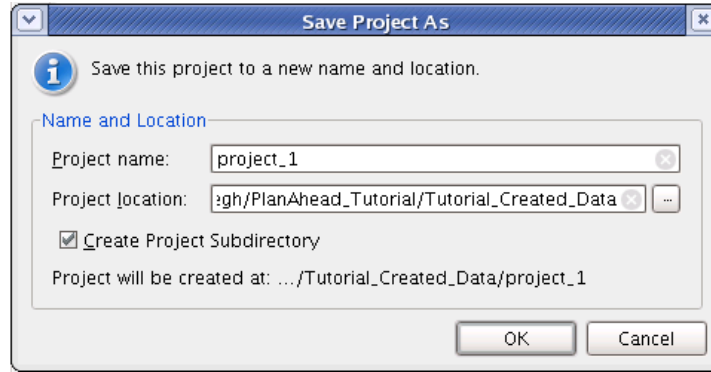 Save Project As
Save this project to a new name and location.
Name and Location
Project name: project_1
Project location: egh/PlanAhead_Tutorial/Tutorial_Created_Data ...
Create Project Subdirectory
Project will be created at: .../Tutorial_Created_Data/project_1
OK Cancel